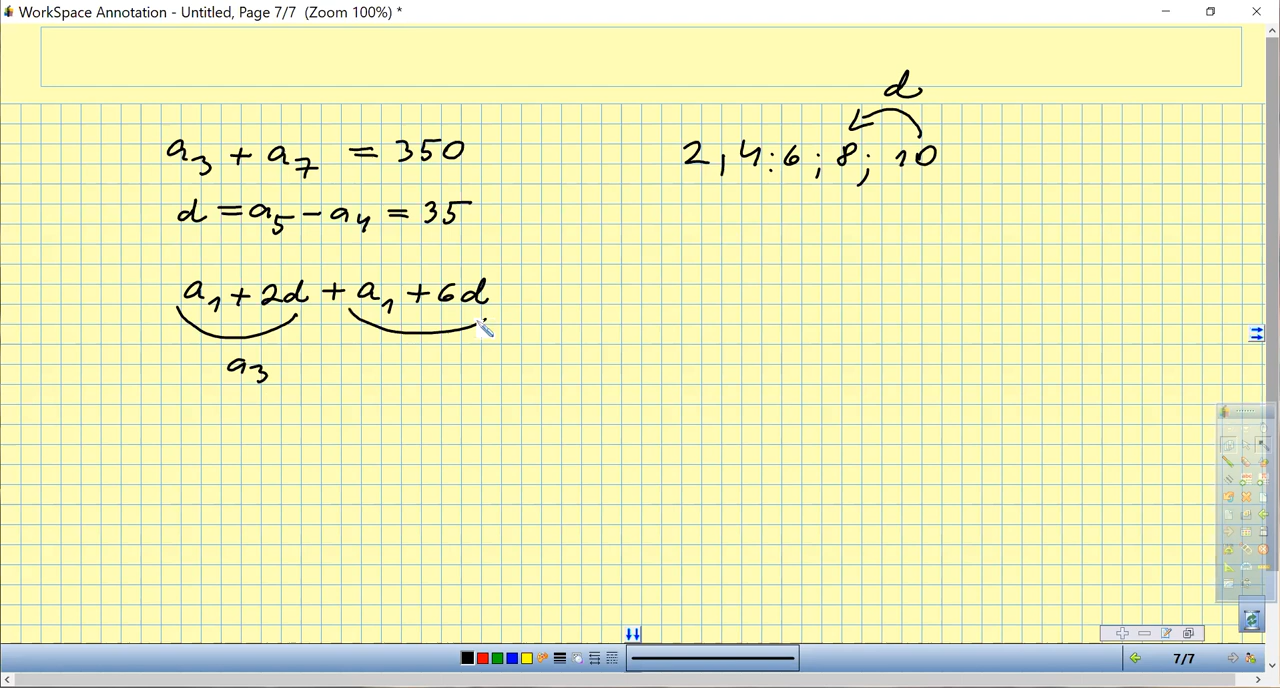 WorkSpace Annotation - Untitled, Page 7/7 (Zoom 100%) *
d
a₃ + a₇ = 350
2, 4: 6; 8; 10
d = a₅ - a₄ = 35
a₁ + 2d + a₁ + 6d
a₃
7/7